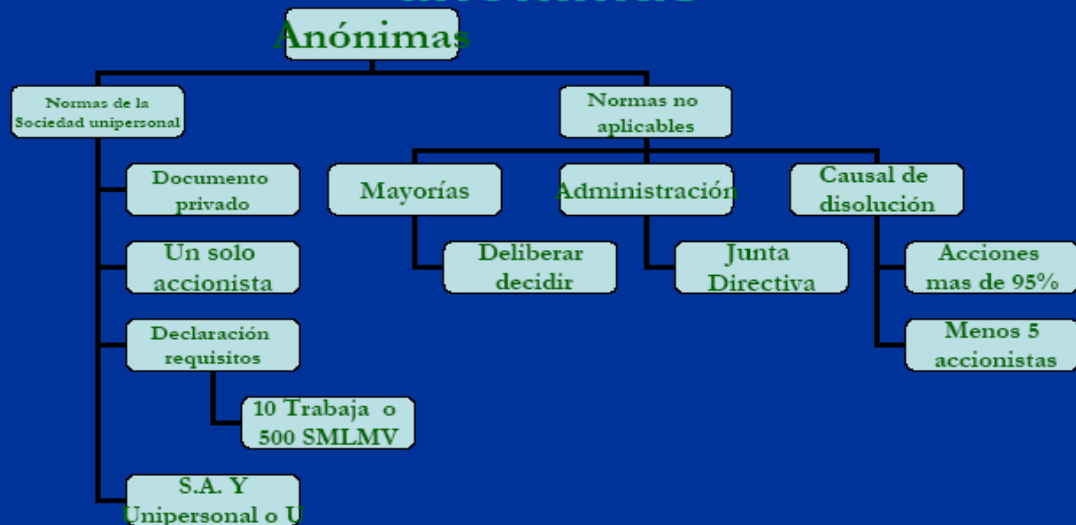 Anónimas
Normas de la
Sociedad unipersonal
Normas no
aplicables
Documento
privado
Un solo
accionista
Declaración
requisitos
10 Trabaja o
500 SMLMV
S.A. Y
Unipersonal o U
Mayorías
Deliberar
decidir
Administración
Junta
Directiva
Causal de
disolución
Acciones
mas de 95%
Menos 5
accionistas